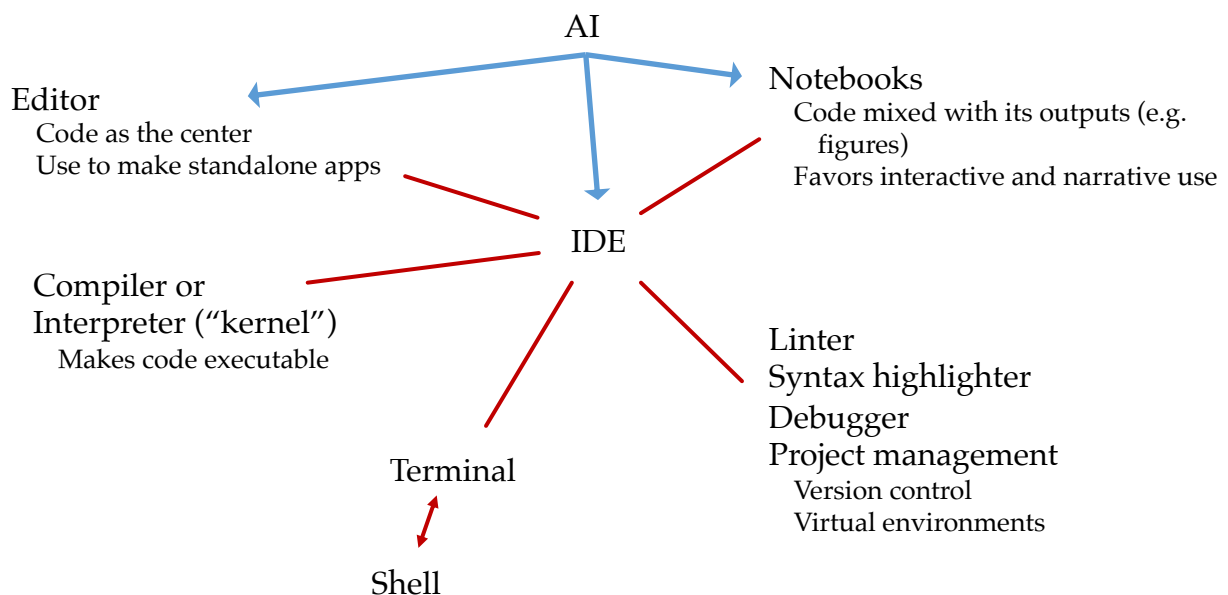 AI
Editor
Code as the center
Use to make standalone apps
Notebooks
Code mixed with its outputs (e.g.
figures)
Favors interactive and narrative use
IDE
Compiler or
Interpreter (“kernel”)
Makes code executable
Linter
Syntax highlighter
Debugger
Project management
Version control
Virtual environments
Terminal
Shell